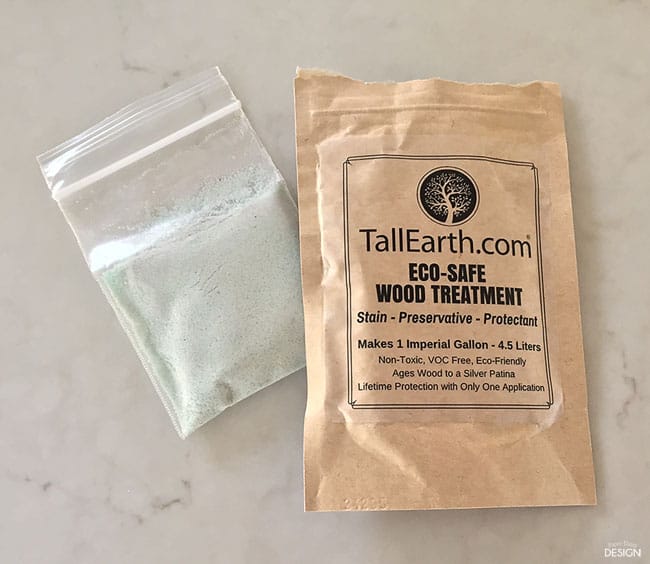 TallEarth.com®
ECO-SAFE
WOOD TREATMENT
Stain - Preservative - Protectant
Makes 1 Imperial Gallon - 4.5 Liters
Non-Toxic, VOC Free, Eco-Friendly
Ages Wood to a Silver Patina
Lifetime Protection with Only One Application
DESIGN